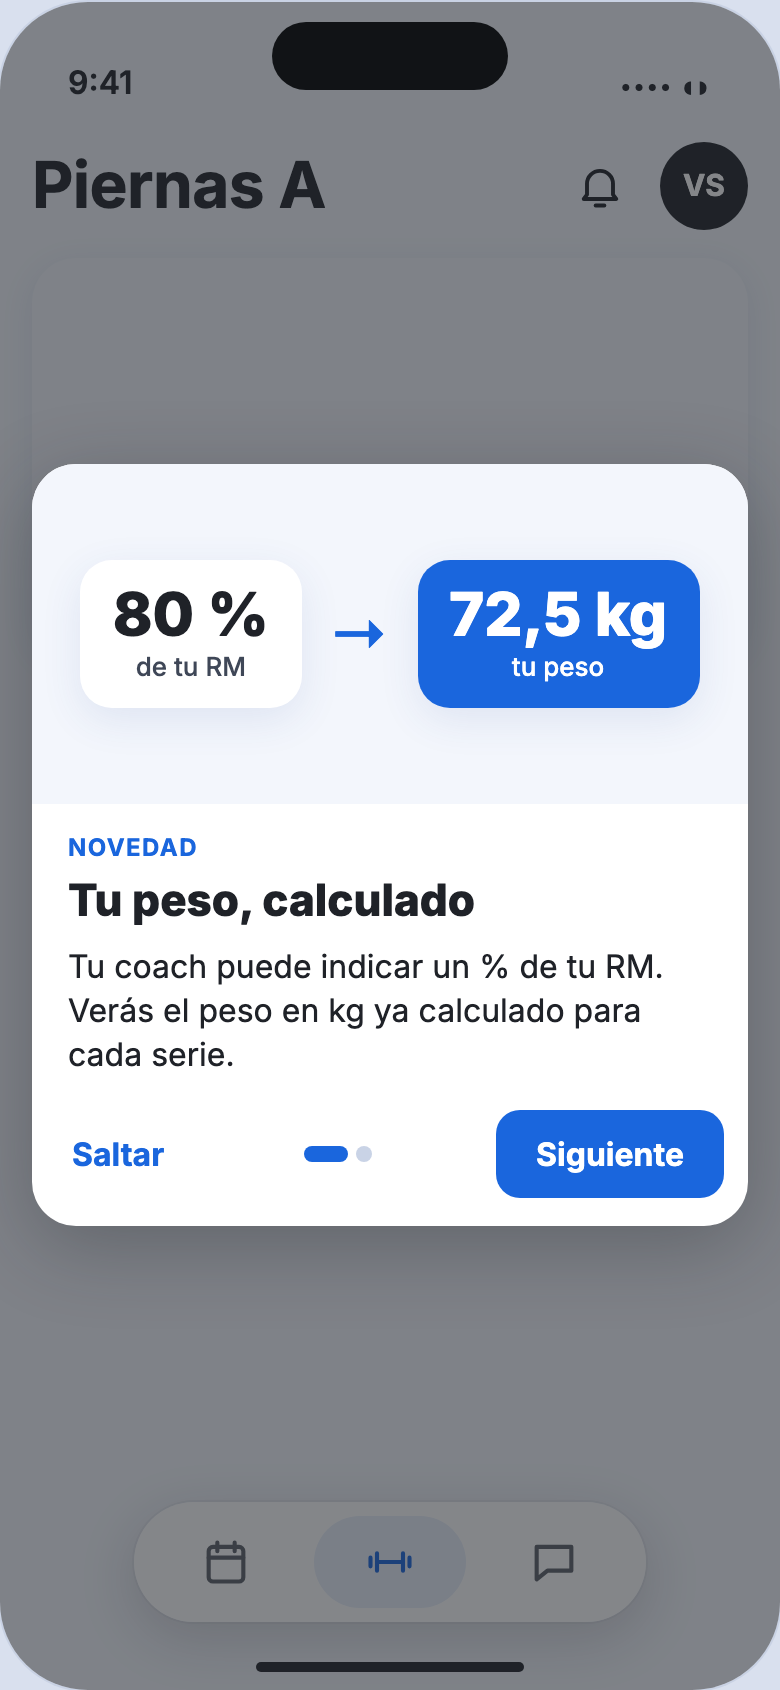 9:41
Piernas A
VS
80 %
de tu RM
72,5 kg
tu peso
NOVEDAD
Tu peso, calculado
Tu coach puede indicar un % de tu RM.
Verás el peso en kg ya calculado para
cada serie.
Saltar
Siguiente